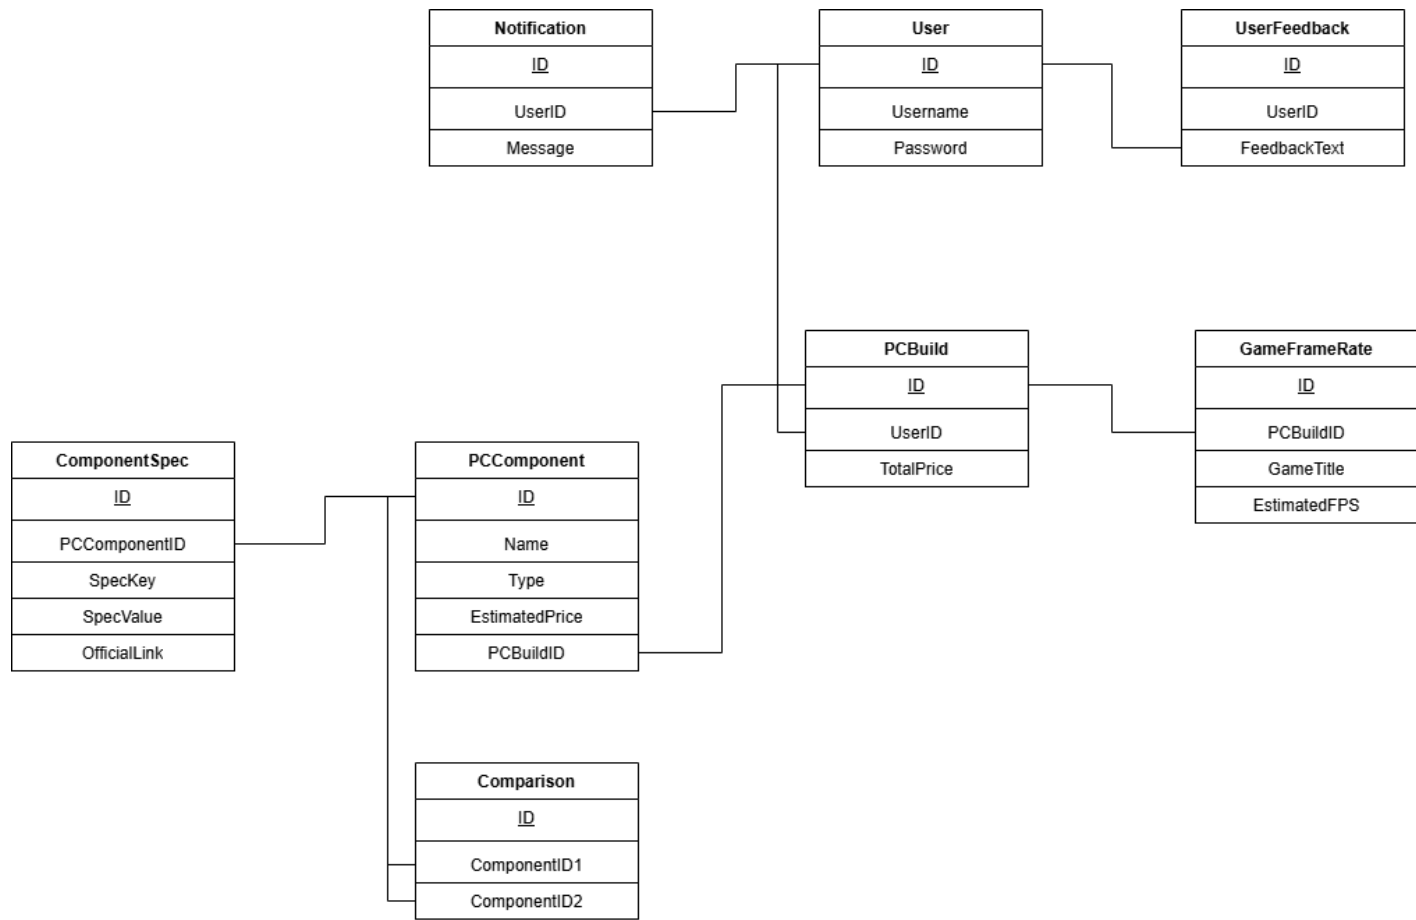 Notification
ID
UserID
Message
User
ID
Username
Password
UserFeedback
ID
UserID
FeedbackText
PCBuild
ID
UserID
TotalPrice
GameFrameRate
ID
PCBuildID
GameTitle
EstimatedFPS
ComponentSpec
ID
PCComponentID
SpecKey
SpecValue
OfficialLink
PCComponent
ID
Name
Type
EstimatedPrice
PCBuildID
Comparison
ID
ComponentID1
ComponentID2